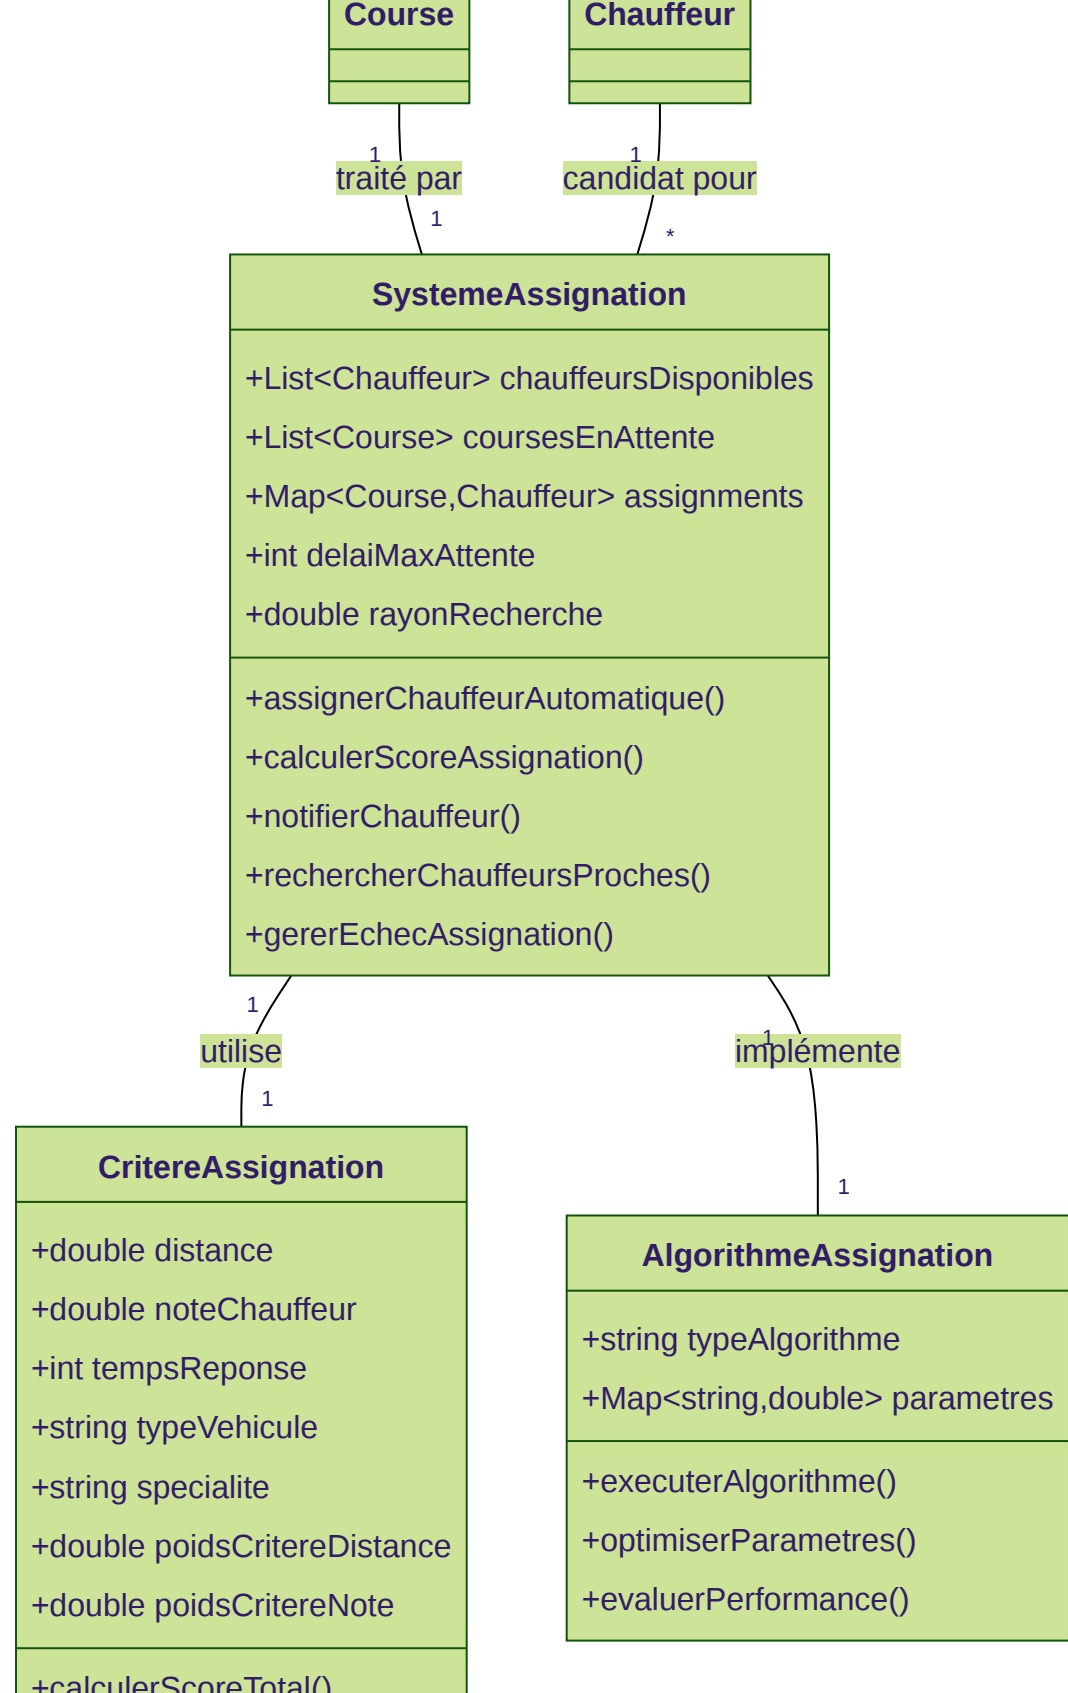 Course
Chauffeur
1
1
traité par
candidat pour
1
*
SystemeAssignation
+List<Chauffeur> chauffeursDisponibles
+List<Course> coursesEnAttente
+Map<Course,Chauffeur> assignments
+int delaiMaxAttente
+double rayonRecherche
+assignerChauffeurAutomatique()
+calculerScoreAssignation()
+notifierChauffeur()
+rechercherChauffeursProches()
+gererEchecAssignation()
1
1
utilise
implémente
1
1
CritereAssignation
+double distance
+double noteChauffeur
+int tempsReponse
+string typeVehicule
+string specialite
+double poidsCritereDistance
+double poidsCritereNote
+calculerScoreTotal()
AlgorithmeAssignation
+string typeAlgorithme
+Map<string,double> parametres
+executerAlgorithme()
+optimiserParametres()
+evaluerPerformance()